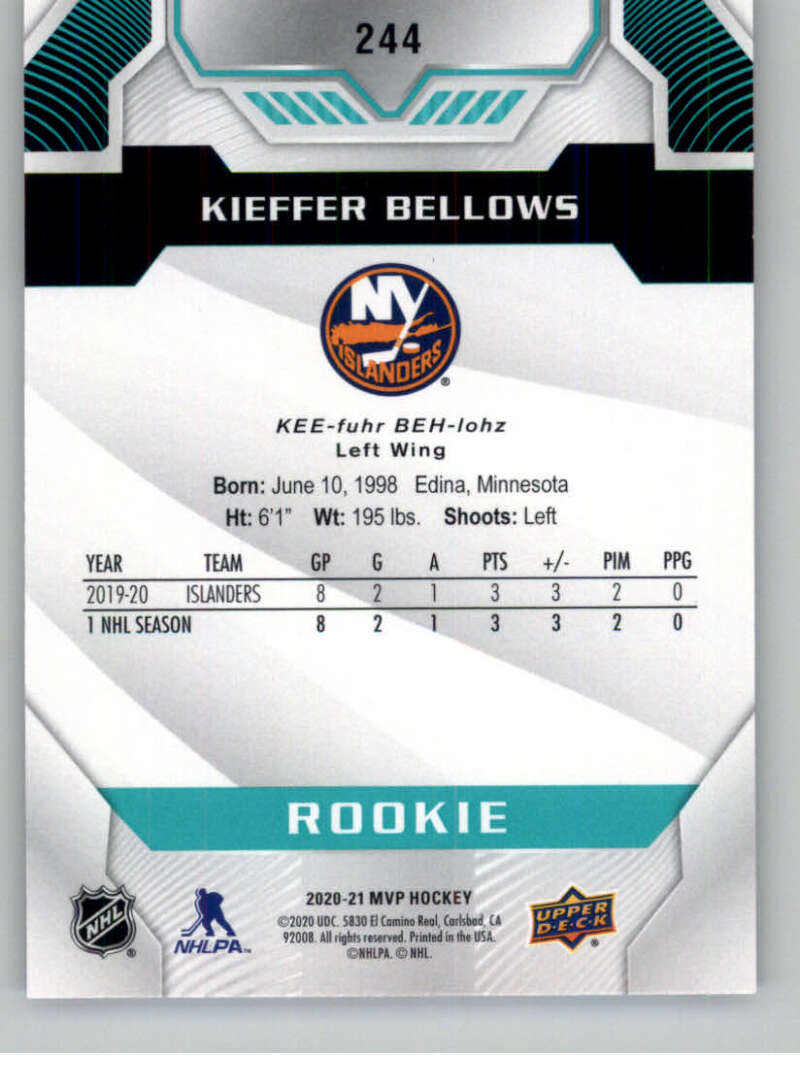 244
KIEFFER BELLOWS
NY
ISLANDERS
®
KEE-fuhr BEH-lohz
Left Wing
Born: June 10, 1998 Edina, Minnesota
Ht: 6'1" Wt: 195 lbs. Shoots: Left
YEAR TEAM GP G A PTS +/- PIM PPG
2019-20 ISLANDERS 8 2 1 3 3 2 0
1 NHL SEASON 8 2 1 3 3 2 0
ROOKIE
NHL ®
NHLPA™
2020-21 MVP HOCKEY
©2020 UDC. 5830 El Camino Real, Carlsbad, CA
92008. All rights reserved. Printed in the USA.
©NHLPA. © NHL.
UPPER
D·E·C·K
®